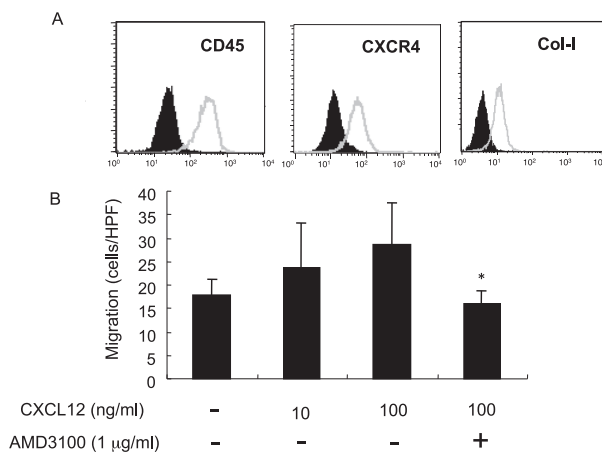 A
CD45
CXCR4
Col-I
10⁰ 10¹ 10² 10³ 10⁴
10⁰ 10¹ 10² 10³ 10⁴
10⁰ 10¹ 10² 10³ 10⁴
B
Migration (cells/HPF)
40
35
30
25
20
15
10
5
0
*
CXCL12 (ng/ml) - 10 100 100
AMD3100 (1 µg/ml) - - - +